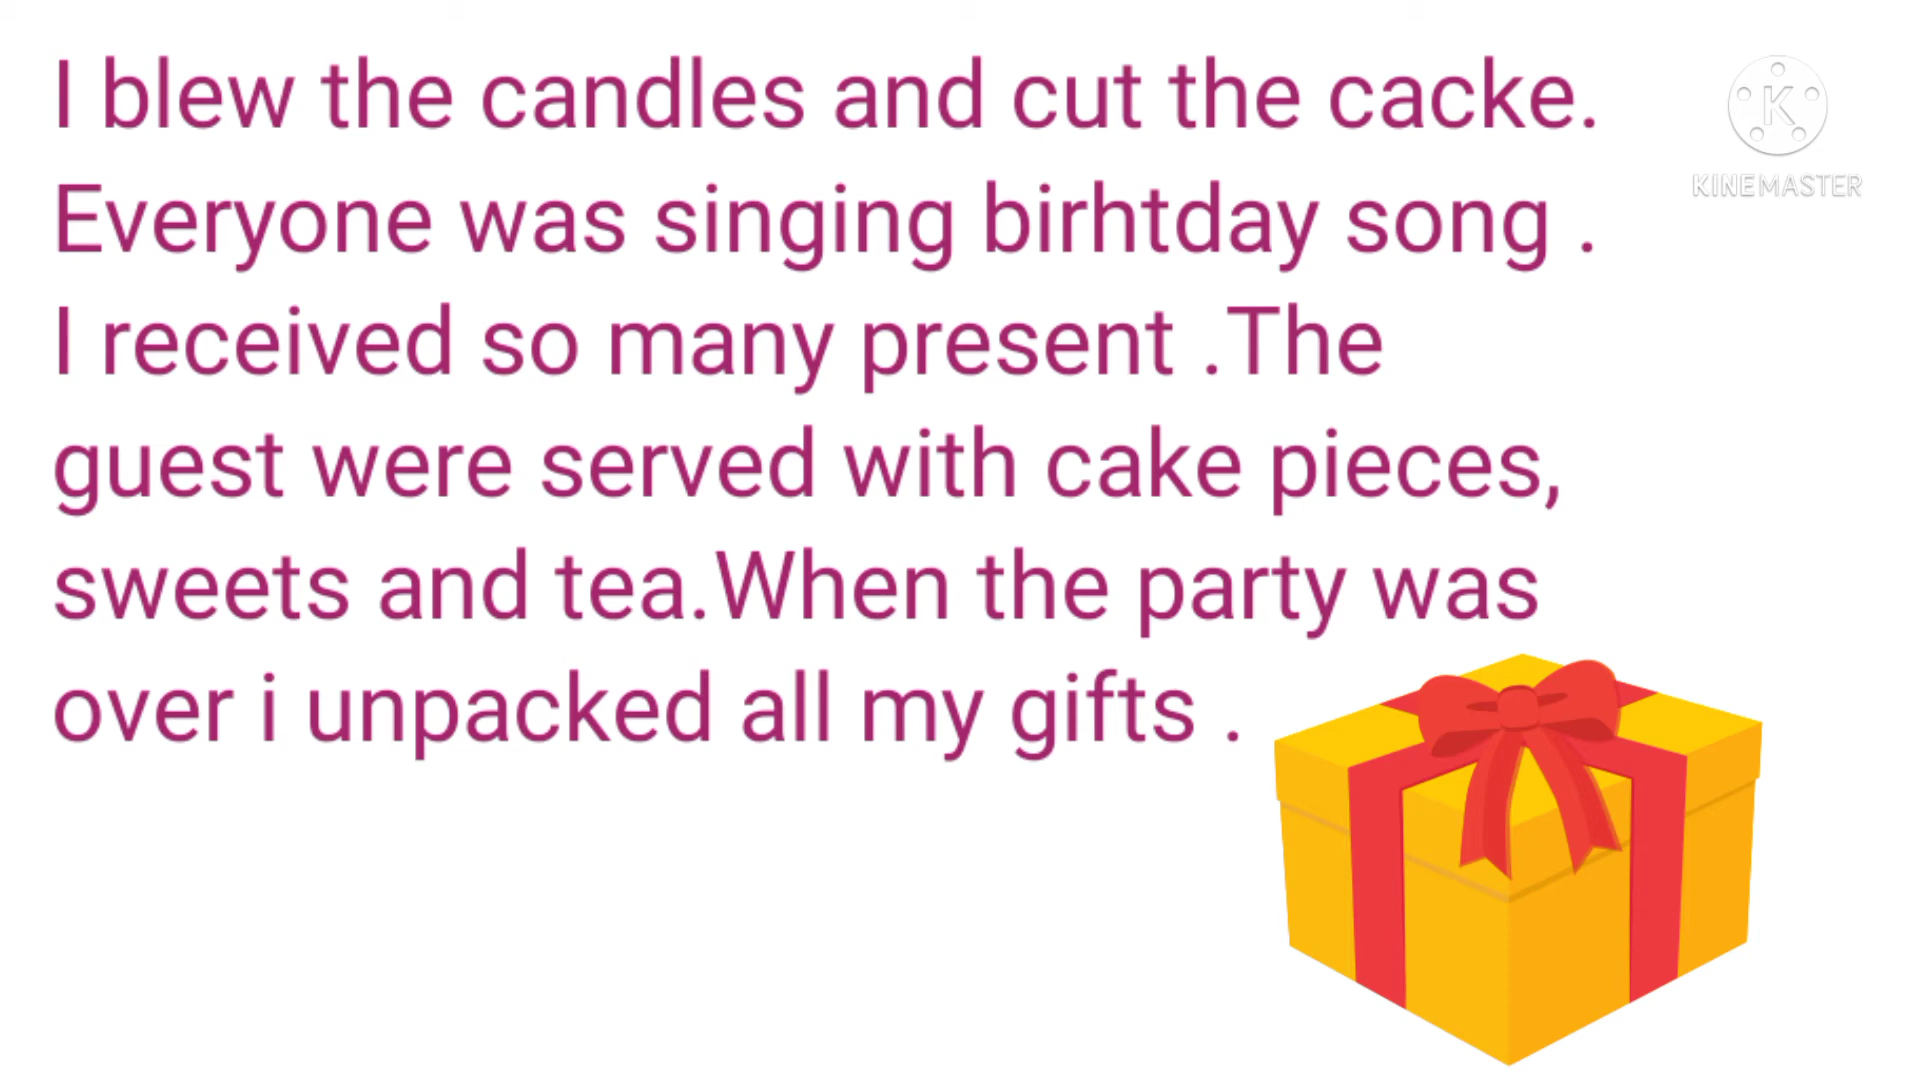 I blew the candles and cut the cacke.
Everyone was singing birhtday song .
I received so many present .The
guest were served with cake pieces,
sweets and tea.When the party was
over i unpacked all my gifts .
K
KINEMASTER